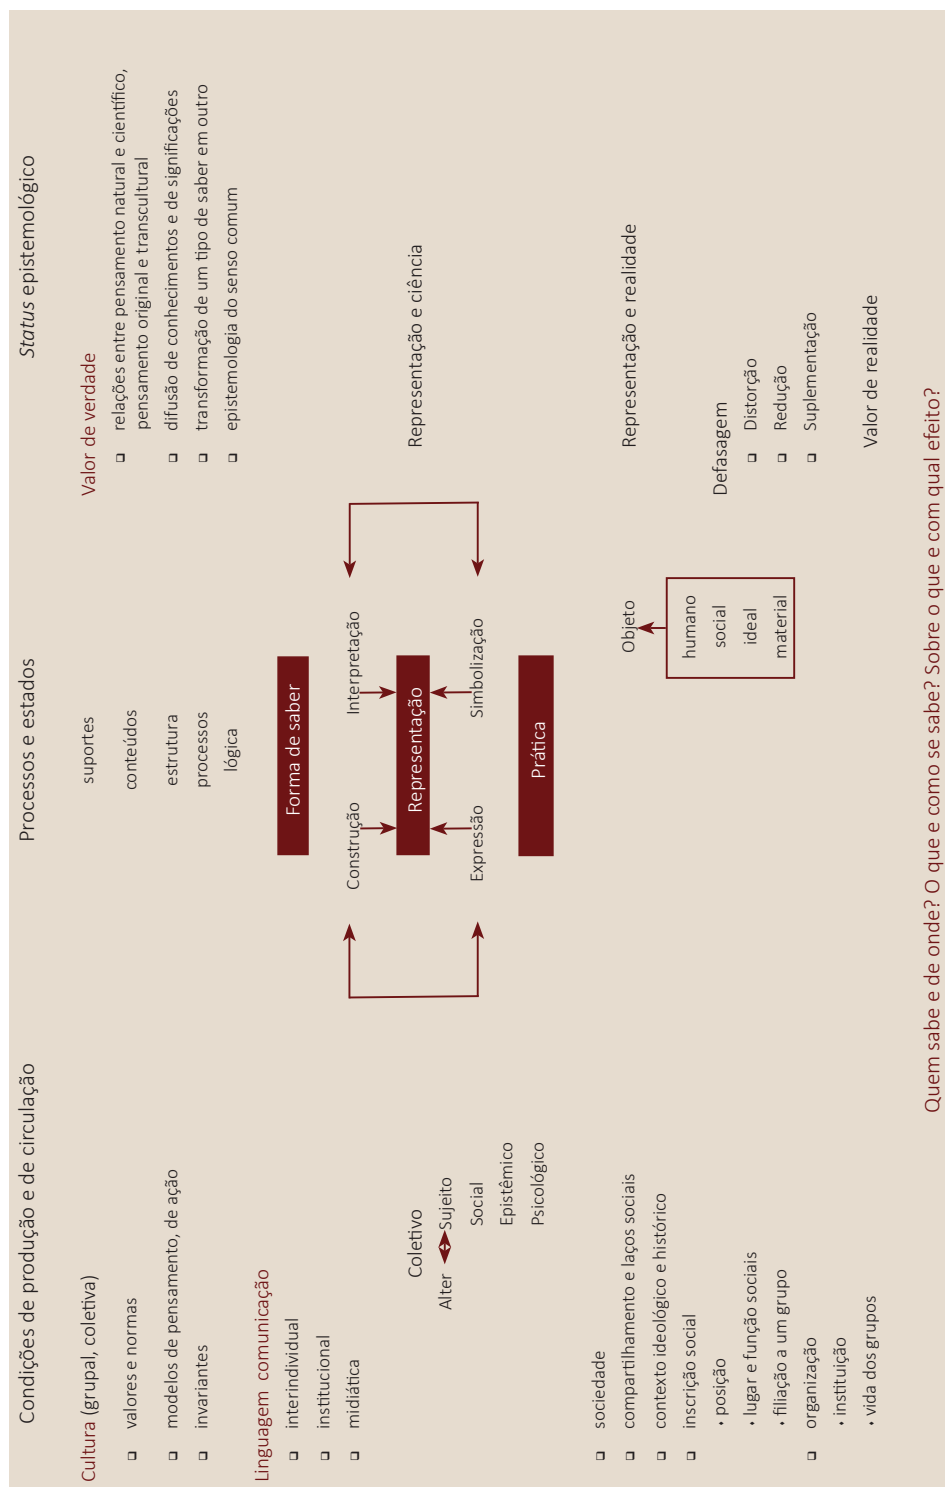 Condições de produção e de circulação
Cultura (grupal, coletiva)
❑ valores e normas
❑ modelos de pensamento, de ação
❑ invariantes
Linguagem comunicação
❑ interindividual
❑ institucional
❑ midiática
Coletivo
Alter Sujeito
Social
Epistêmico
Psicológico
❑ sociedade
❑ compartilhamento e laços sociais
❑ contexto ideológico e histórico
❑ inscrição social
• posição
• lugar e função sociais
• filiação a um grupo
❑ organização
• instituição
• vida dos grupos
Processos e estados
suportes
conteúdos
estrutura
processos
lógica
Forma de saber
Construção Interpretação
Representação
Expressão Simbolização
Prática
Objeto
humano
social
ideal
material
Status epistemológico
Valor de verdade
❑ relações entre pensamento natural e científico,
pensamento original e transcultural
❑ difusão de conhecimentos e de significações
❑ transformação de um tipo de saber em outro
❑ epistemologia do senso comum
Representação e ciência
Representação e realidade
Defasagem
❑ Distorção
❑ Redução
❑ Suplementação
Valor de realidade
Quem sabe e de onde? O que e como se sabe? Sobre o que e com qual efeito?